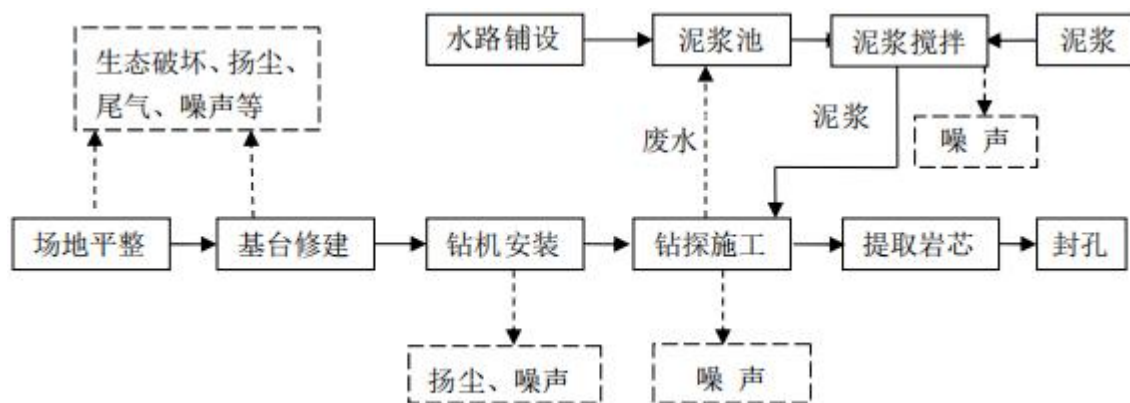 水路铺设
泥浆池
泥浆搅拌
泥浆
生态破坏、扬尘、
尾气、噪声等
废水
泥浆
噪 声
场地平整
基台修建
钻机安装
钻探施工
提取岩芯
封孔
扬尘、噪声
噪 声